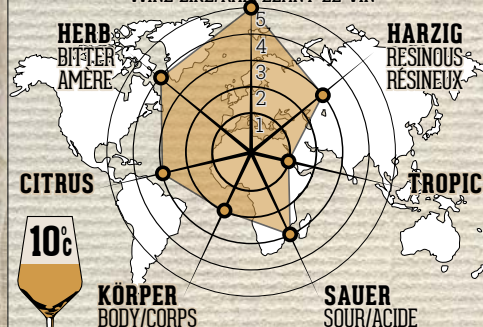 5
HERB
BITTER
AMÈRE
4
HARZIG
RESINOUS
RÉSINEUX
3
2
1
CITRUS
TROPIC
10°C
KÖRPER
BODY/CORPS
SAUER
SOUR/ACIDE